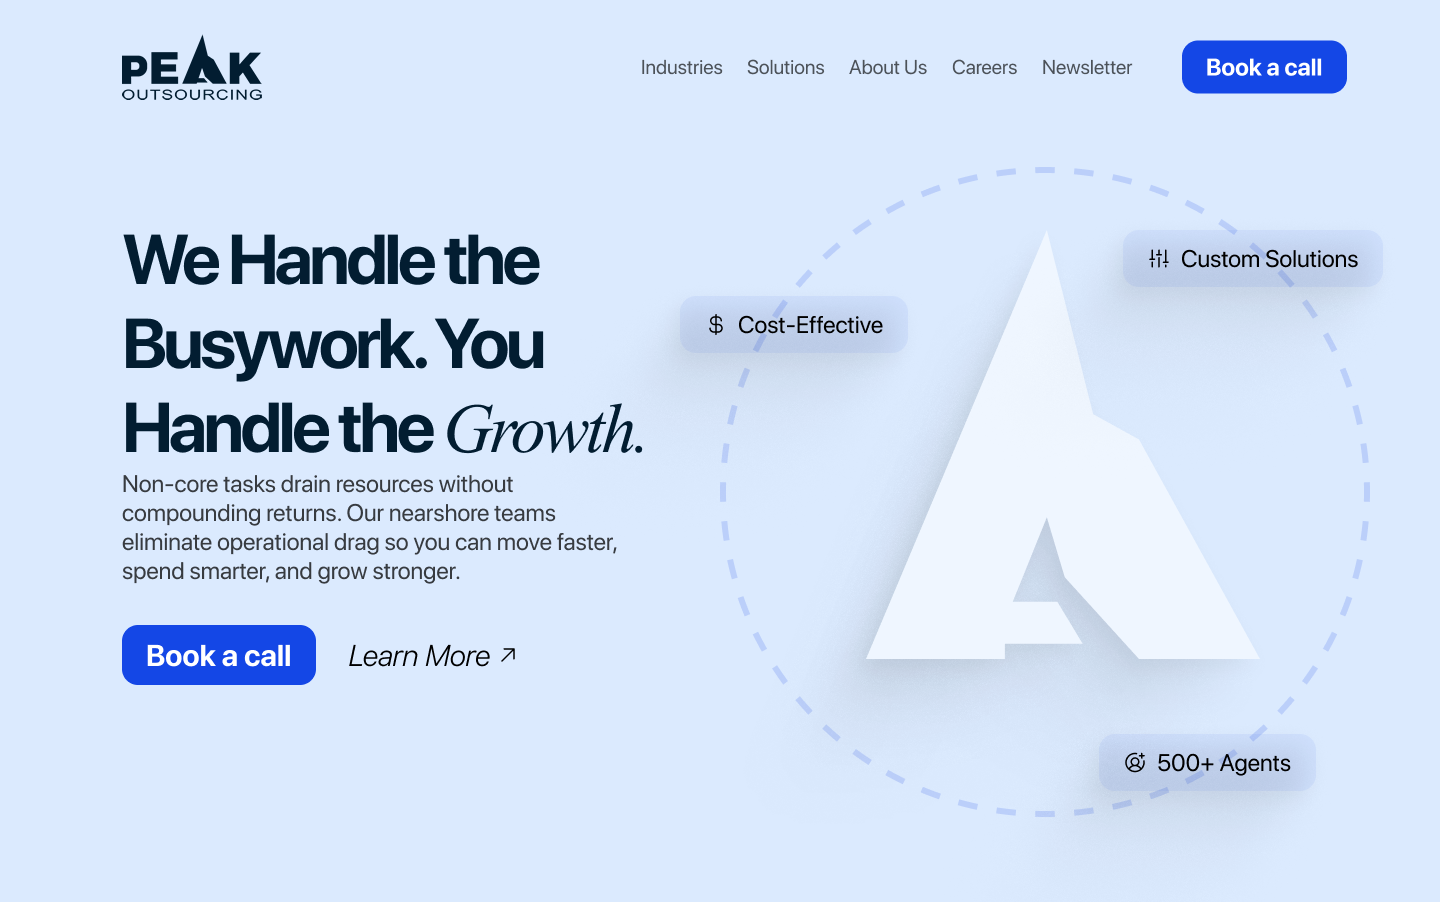 PEAK
OUTSOURCING
Industries
Solutions
About Us
Careers
Newsletter
Book a call
We Handle the
Busywork. You
Handle the Growth.
Non-core tasks drain resources without
compounding returns. Our nearshore teams
eliminate operational drag so you can move faster,
spend smarter, and grow stronger.
Book a call
Learn More ↗
Custom Solutions
Cost-Effective
500+ Agents